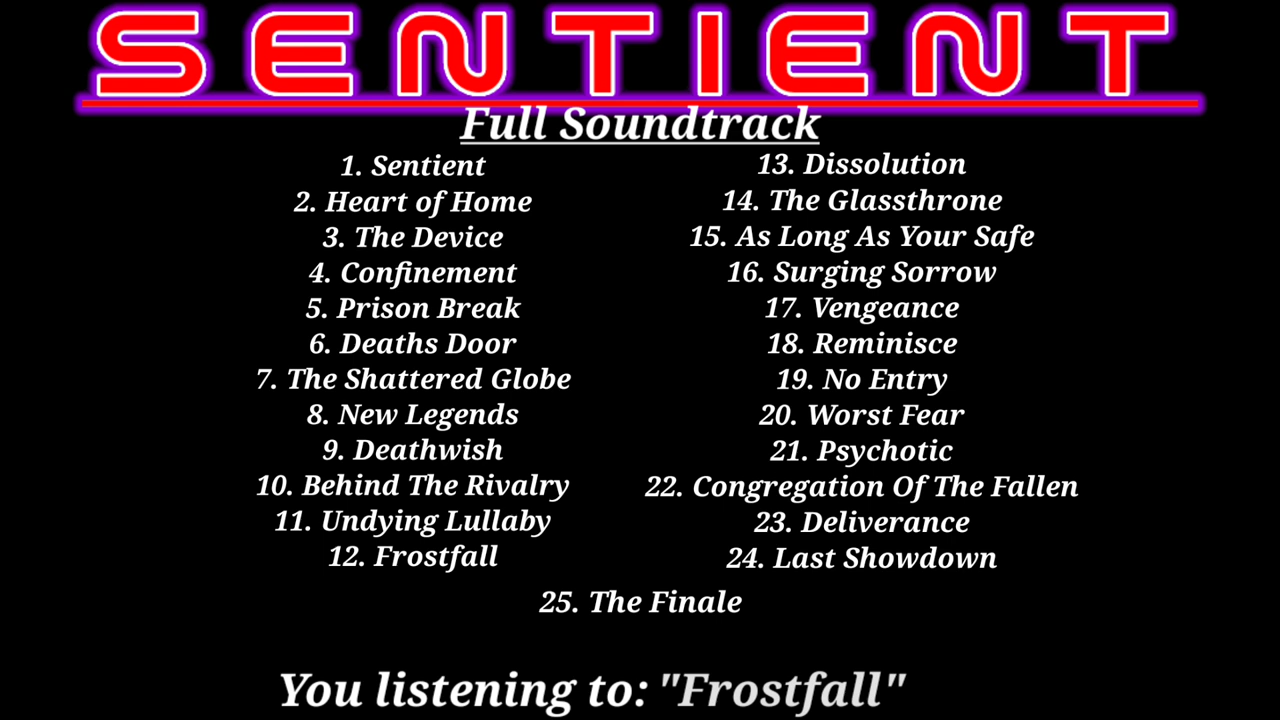 SENTIENT
Full Soundtrack
1. Sentient
2. Heart of Home
3. The Device
4. Confinement
5. Prison Break
6. Deaths Door
7. The Shattered Globe
8. New Legends
9. Deathwish
10. Behind The Rivalry
11. Undying Lullaby
12. Frostfall
13. Dissolution
14. The Glassthrone
15. As Long As Your Safe
16. Surging Sorrow
17. Vengeance
18. Reminisce
19. No Entry
20. Worst Fear
21. Psychotic
22. Congregation Of The Fallen
23. Deliverance
24. Last Showdown
25. The Finale
You listening to: "Frostfall"